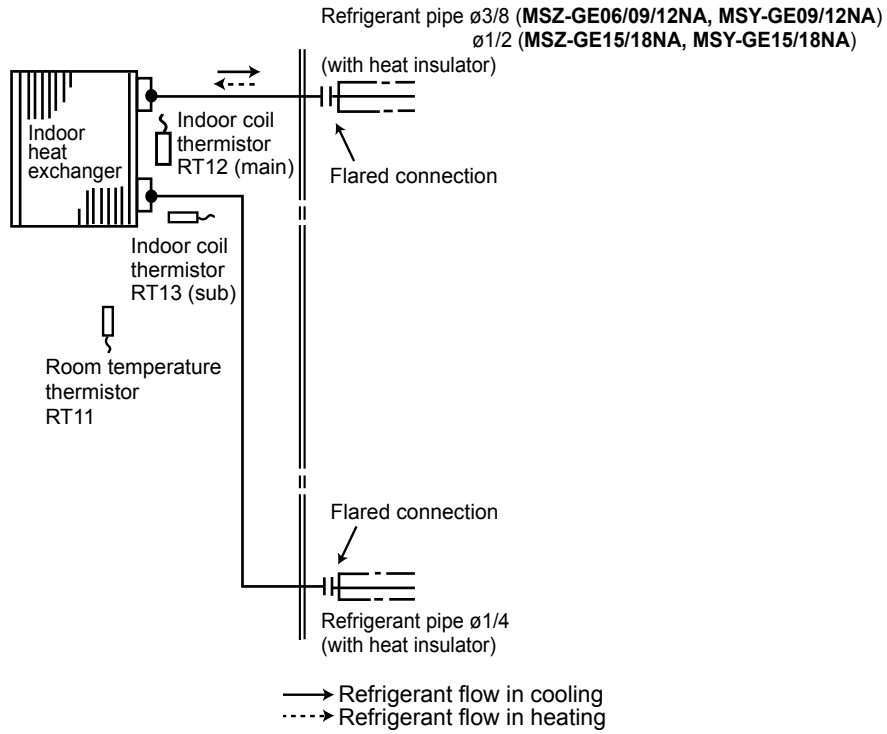 Refrigerant pipe ø3/8 (MSZ-GE06/09/12NA, MSY-GE09/12NA)
ø1/2 (MSZ-GE15/18NA, MSY-GE15/18NA)
(with heat insulator)
Indoor
heat
exchanger
Indoor coil
thermistor
RT12 (main)
Flared connection
Indoor coil
thermistor
RT13 (sub)
Room temperature
thermistor
RT11
Flared connection
Refrigerant pipe ø1/4
(with heat insulator)
Refrigerant flow in cooling
Refrigerant flow in heating